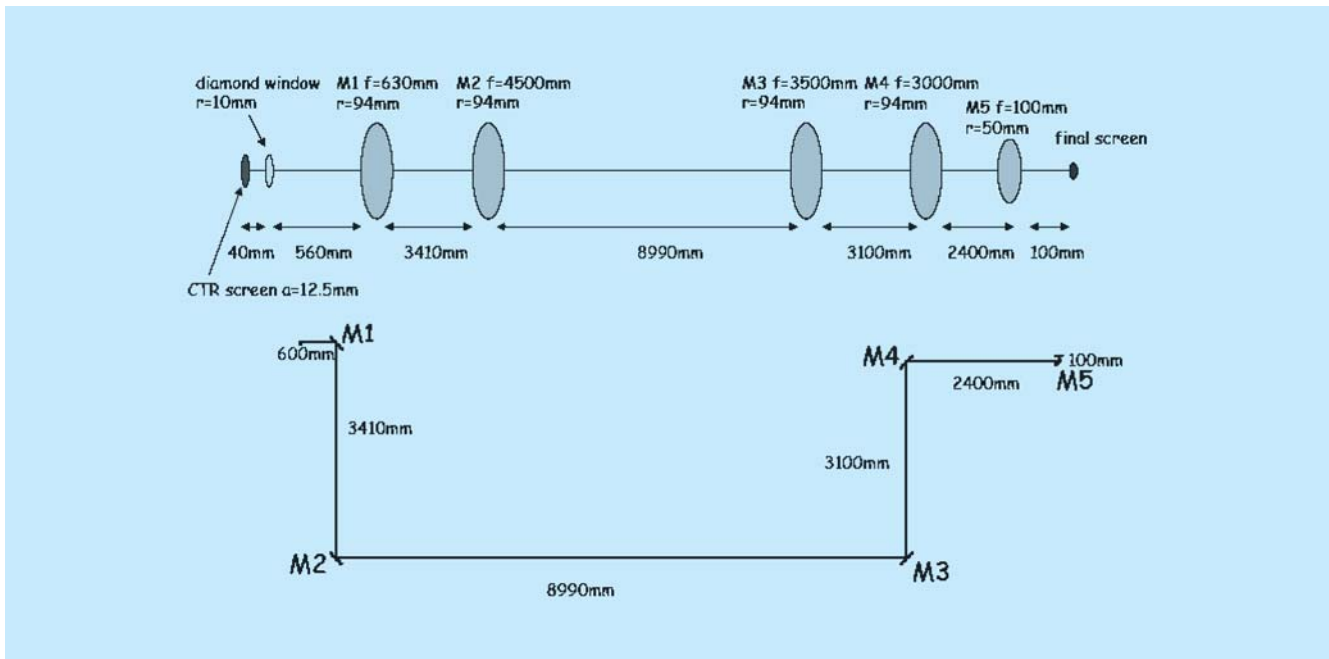 diamond window
r=10mm
M1 f=630mm
r=94mm
M2 f=4500mm
r=94mm
M3 f=3500mm
r=94mm
M4 f=3000mm
r=94mm
M5 f=100mm
r=50mm
final screen
40mm
560mm
3410mm
8990mm
3100mm
2400mm
100mm
CTR screen a=12.5mm
M1
600mm
3410mm
M2
8990mm
M3
3100mm
M4
2400mm
100mm
M5